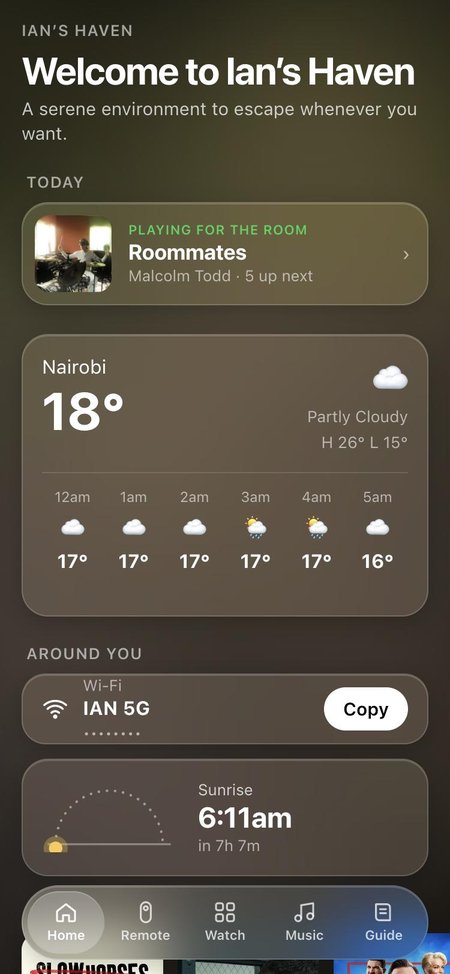 IAN'S HAVEN
Welcome to Ian's Haven
A serene environment to escape whenever you
want.
TODAY
PLAYING FOR THE ROOM
Roommates
Malcolm Todd · 5 up next
›
Nairobi
18°
Partly Cloudy
H 26° L 15°
12am 1am 2am 3am 4am 5am
17° 17° 17° 17° 17° 16°
AROUND YOU
Wi-Fi
IAN 5G
••••••••
Copy
Sunrise
6:11am
in 7h 7m
Home Remote Watch Music Guide
SLOW HORSES